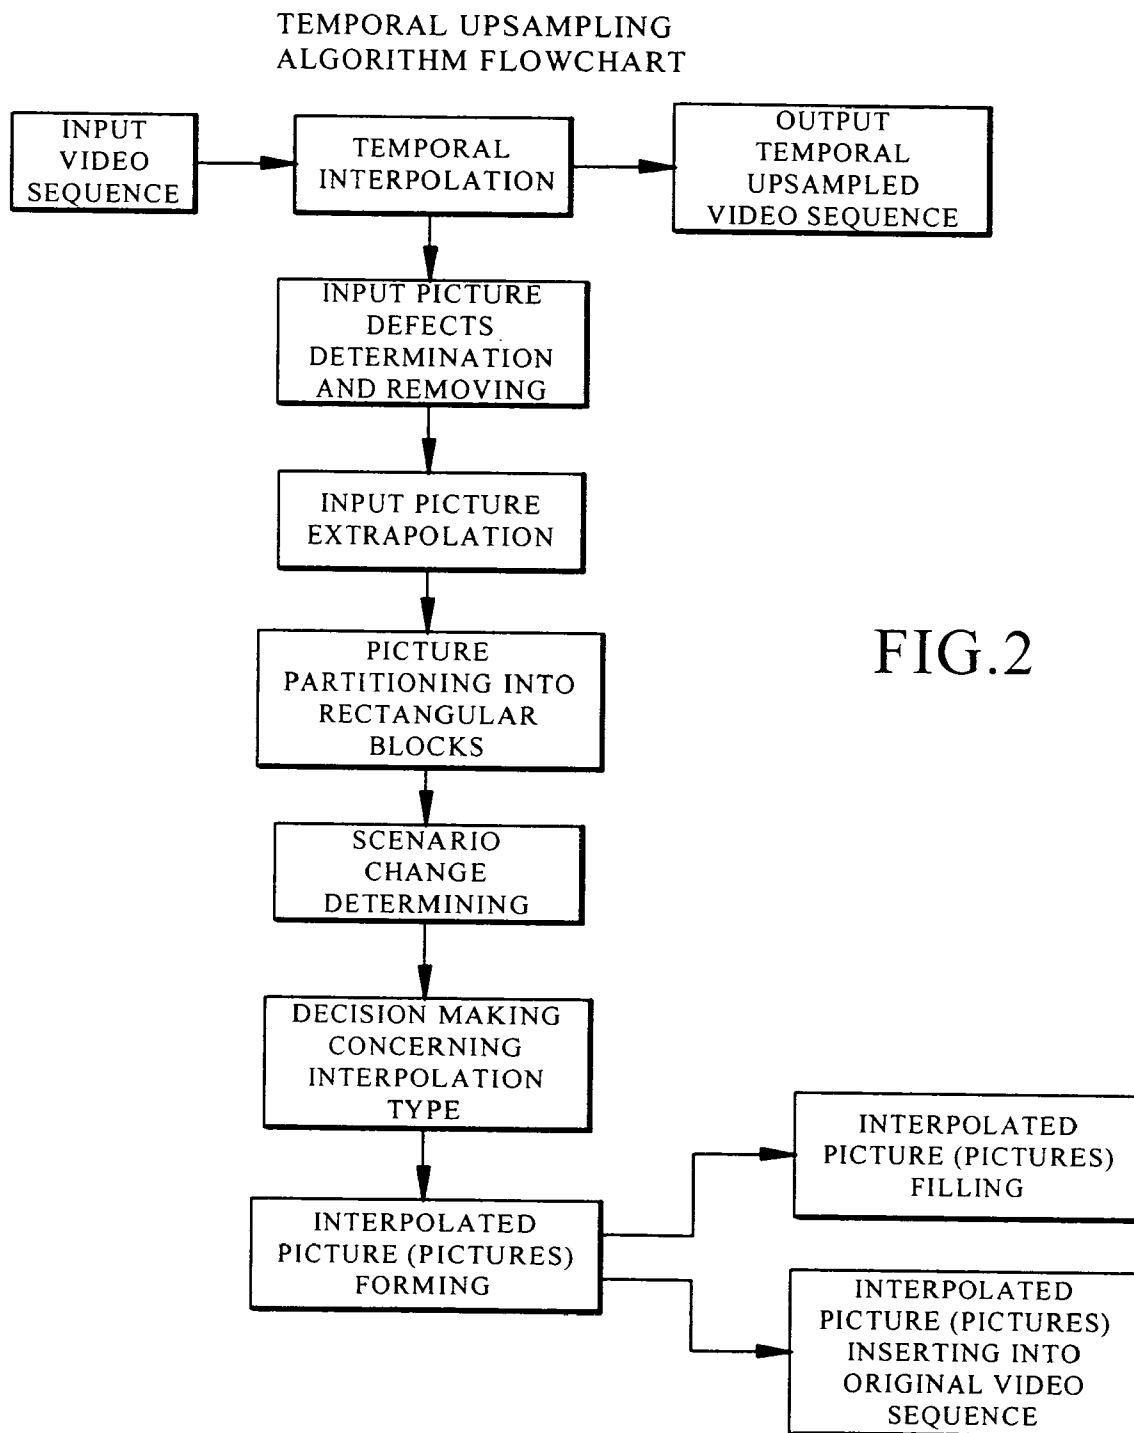 TEMPORAL UPSAMPLING
ALGORITHM FLOWCHART
INPUT
VIDEO
SEQUENCE
TEMPORAL
INTERPOLATION
OUTPUT
TEMPORAL
UPSAMPLED
VIDEO SEQUENCE
INPUT PICTURE
DEFECTS
DETERMINATION
AND REMOVING
INPUT PICTURE
EXTRAPOLATION
PICTURE
PARTITIONING INTO
RECTANGULAR
BLOCKS
FIG.2
SCENARIO
CHANGE
DETERMINING
DECISION MAKING
CONCERNING
INTERPOLATION
TYPE
INTERPOLATED
PICTURE (PICTURES)
FORMING
INTERPOLATED
PICTURE (PICTURES)
FILLING
INTERPOLATED
PICTURE (PICTURES)
INSERTING INTO
ORIGINAL VIDEO
SEQUENCE